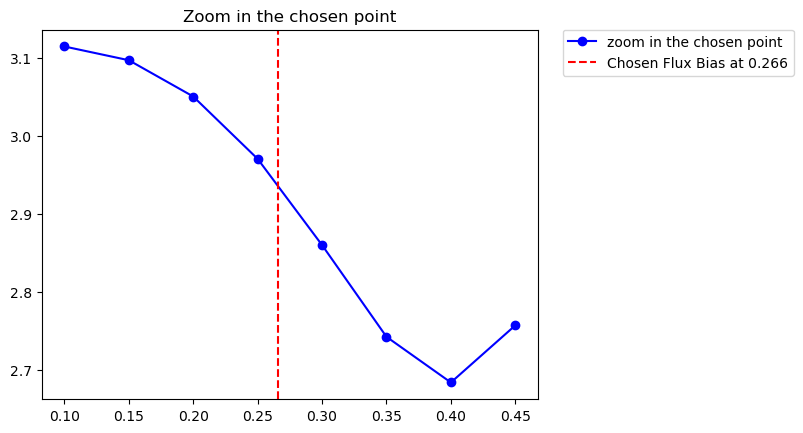 Zoom in the chosen point
zoom in the chosen point
Chosen Flux Bias at 0.266
3.1
3.0
2.9
2.8
2.7
0.10 0.15 0.20 0.25 0.30 0.35 0.40 0.45